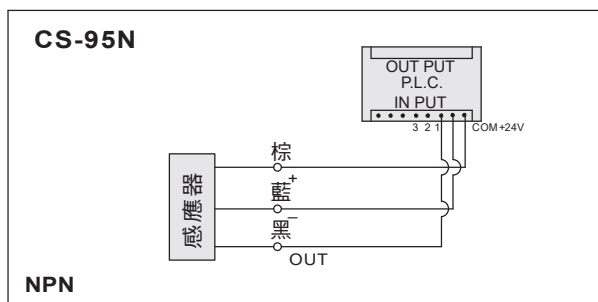 CS-95N
OUT PUT
P.L.C.
IN PUT
3 2 1 COM+24V
棕
+
藍
−
黑
OUT
感應器
NPN